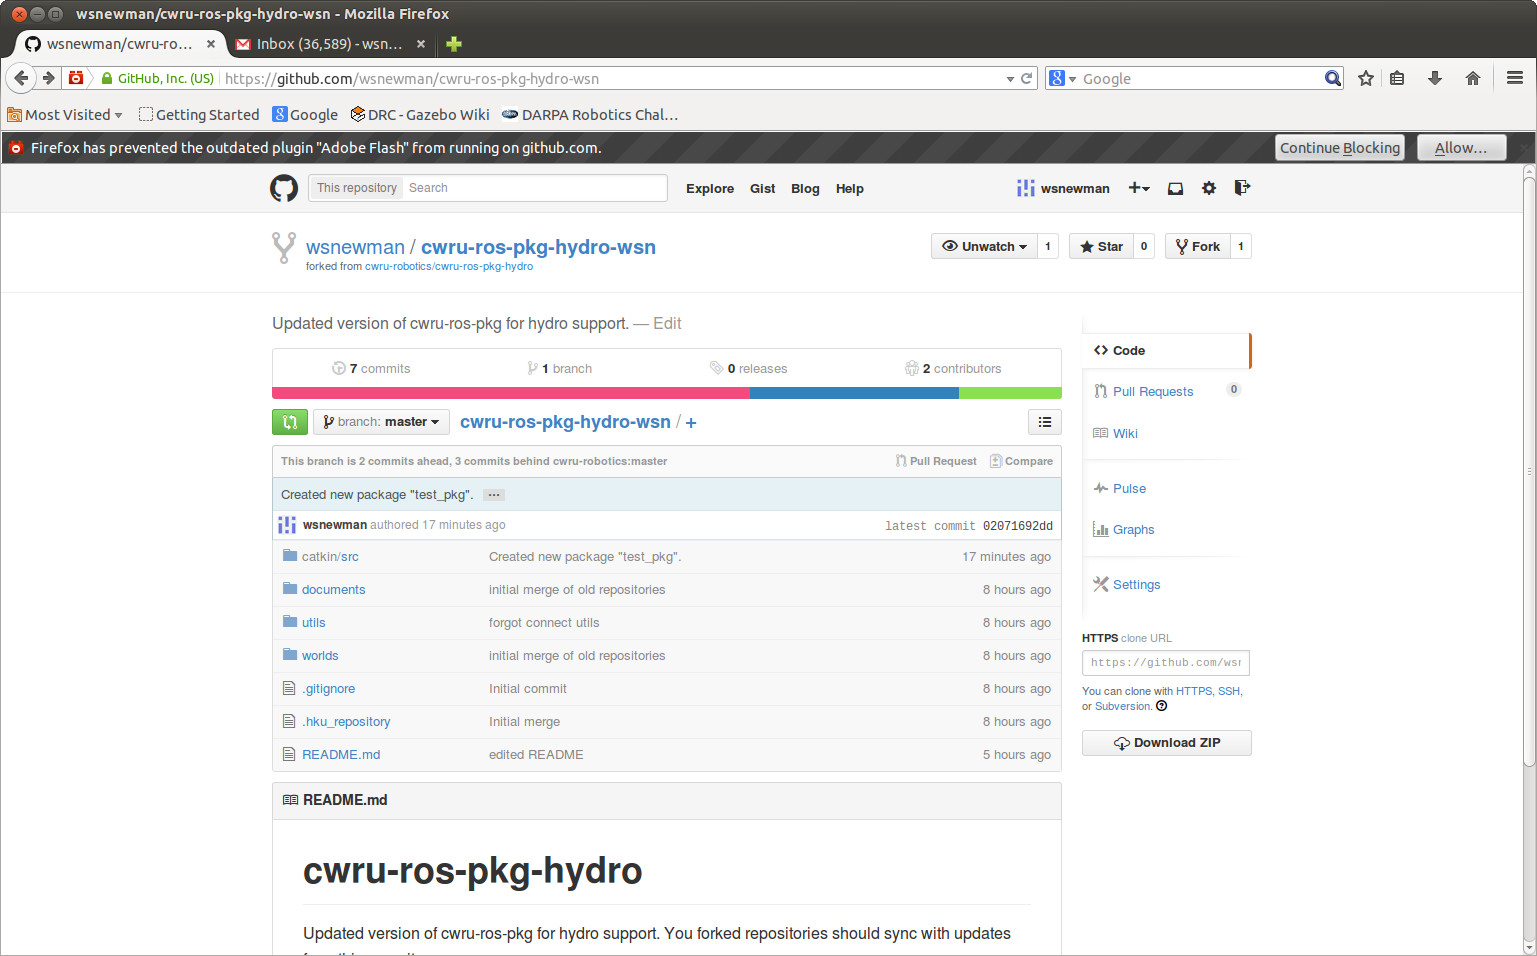 wsnewman/cwru-ros-pkg-hydro-wsn - Mozilla Firefox
wsnewman/cwru-ro... Inbox (36,589) - wsn...
GitHub, Inc. (US) https://github.com/wsnewman/cwru-ros-pkg-hydro-wsn Google
Most Visited Getting Started Google DRC - Gazebo Wiki DARPA Robotics Chal...
Firefox has prevented the outdated plugin "Adobe Flash" from running on github.com. Continue Blocking Allow...
This repository Search Explore Gist Blog Help wsnewman
wsnewman / cwru-ros-pkg-hydro-wsn Unwatch 1 Star 0 Fork 1
forked from cwru-robotics/cwru-ros-pkg-hydro
Updated version of cwru-ros-pkg for hydro support. — Edit
7 commits 1 branch 0 releases 2 contributors
branch: master cwru-ros-pkg-hydro-wsn / +
This branch is 2 commits ahead, 3 commits behind cwru-robotics:master Pull Request Compare
Created new package "test_pkg". ...
wsnewman authored 17 minutes ago latest commit 02071692dd
catkin/src Created new package "test_pkg". 17 minutes ago
documents initial merge of old repositories 8 hours ago
utils forgot connect utils 8 hours ago
worlds initial merge of old repositories 8 hours ago
.gitignore Initial commit 8 hours ago
.hku_repository Initial merge 8 hours ago
README.md edited README 5 hours ago
README.md
cwru-ros-pkg-hydro
Updated version of cwru-ros-pkg for hydro support. You forked repositories should sync with updates
Code
Pull Requests 0
Wiki
Pulse
Graphs
Settings
HTTPS clone URL
https://github.com/wsn
You can clone with HTTPS, SSH,
or Subversion.
Download ZIP